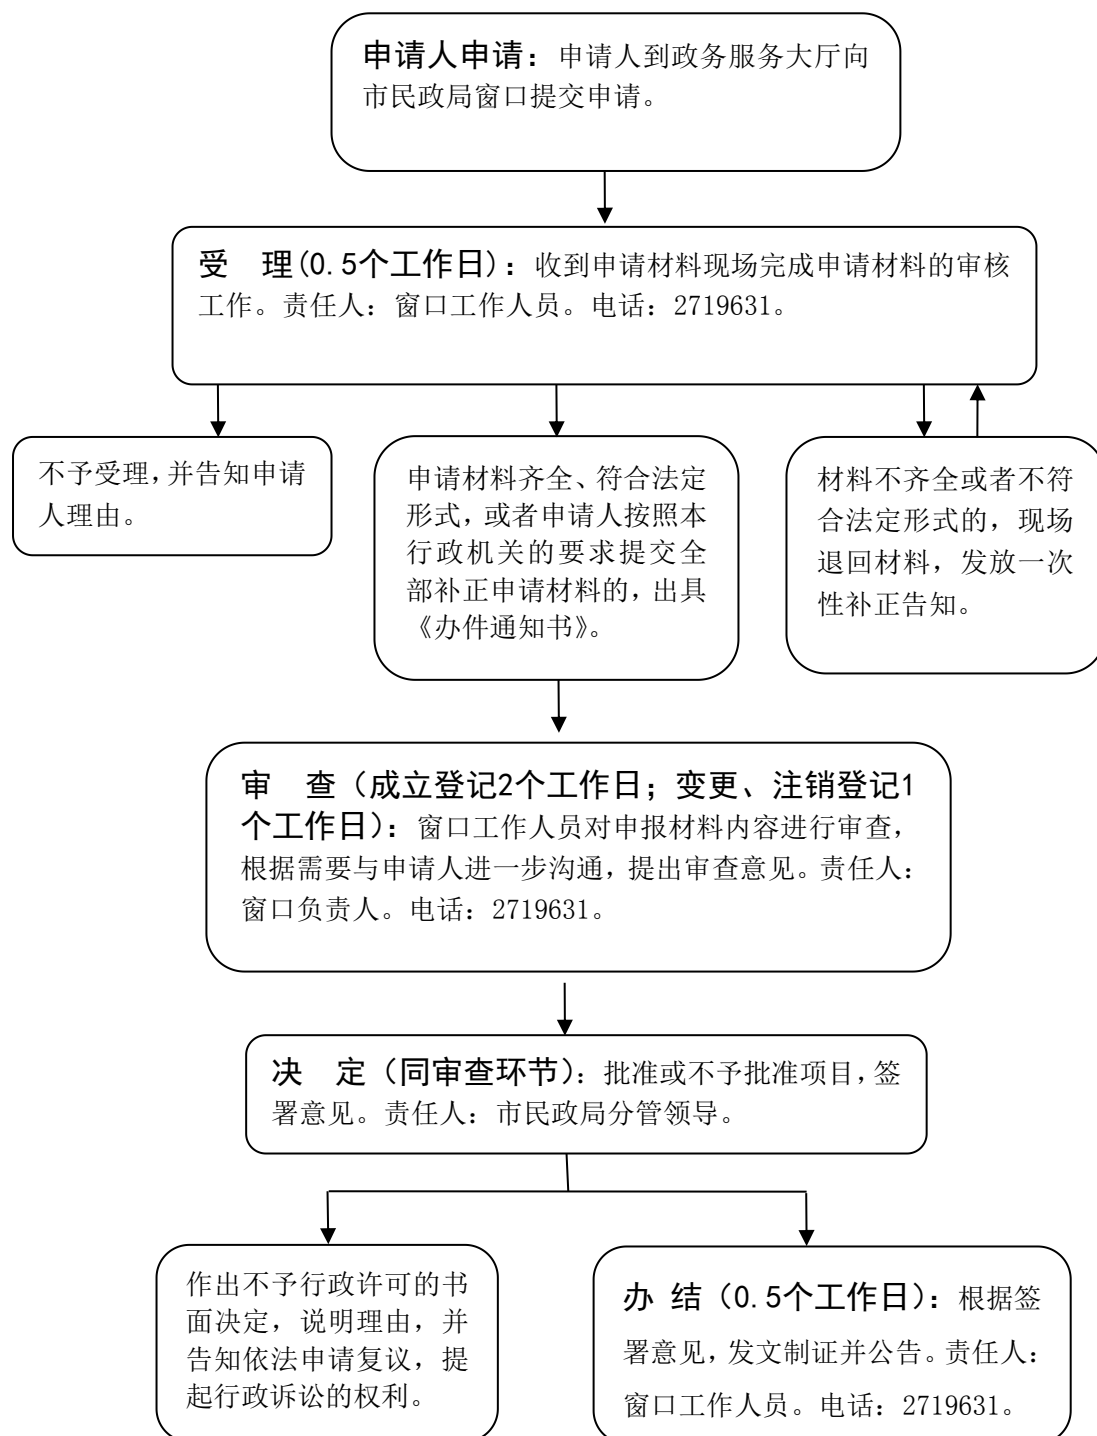 申请人申请：申请人到政务服务大厅向
市民政局窗口提交申请。
受　理(0.5个工作日)：收到申请材料现场完成申请材料的审核
工作。责任人：窗口工作人员。电话：2719631。
不予受理，并告知申请
人理由。
申请材料齐全、符合法定
形式，或者申请人按照本
行政机关的要求提交全
部补正申请材料的，出具
《办件通知书》。
材料不齐全或者不符
合法定形式的，现场
退回材料，发放一次
性补正告知。
审　查（成立登记2个工作日；变更、注销登记1
个工作日）：窗口工作人员对申报材料内容进行审查，
根据需要与申请人进一步沟通，提出审查意见。责任人：
窗口负责人。电话：2719631。
决　定（同审查环节）：批准或不予批准项目，签
署意见。责任人：市民政局分管领导。
作出不予行政许可的书
面决定，说明理由，并
告知依法申请复议，提
起行政诉讼的权利。
办 结（0.5个工作日）：根据签
署意见，发文制证并公告。责任人：
窗口工作人员。电话：2719631。